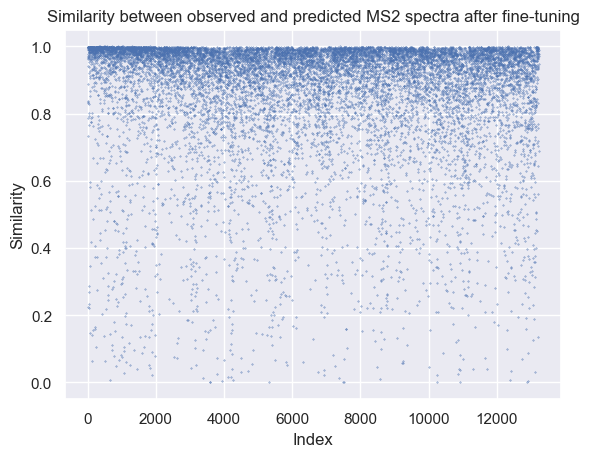 Similarity between observed and predicted MS2 spectra after fine-tuning
1.0
0.8
0.6
0.4
0.2
0.0
Similarity
0 2000 4000 6000 8000 10000 12000
Index